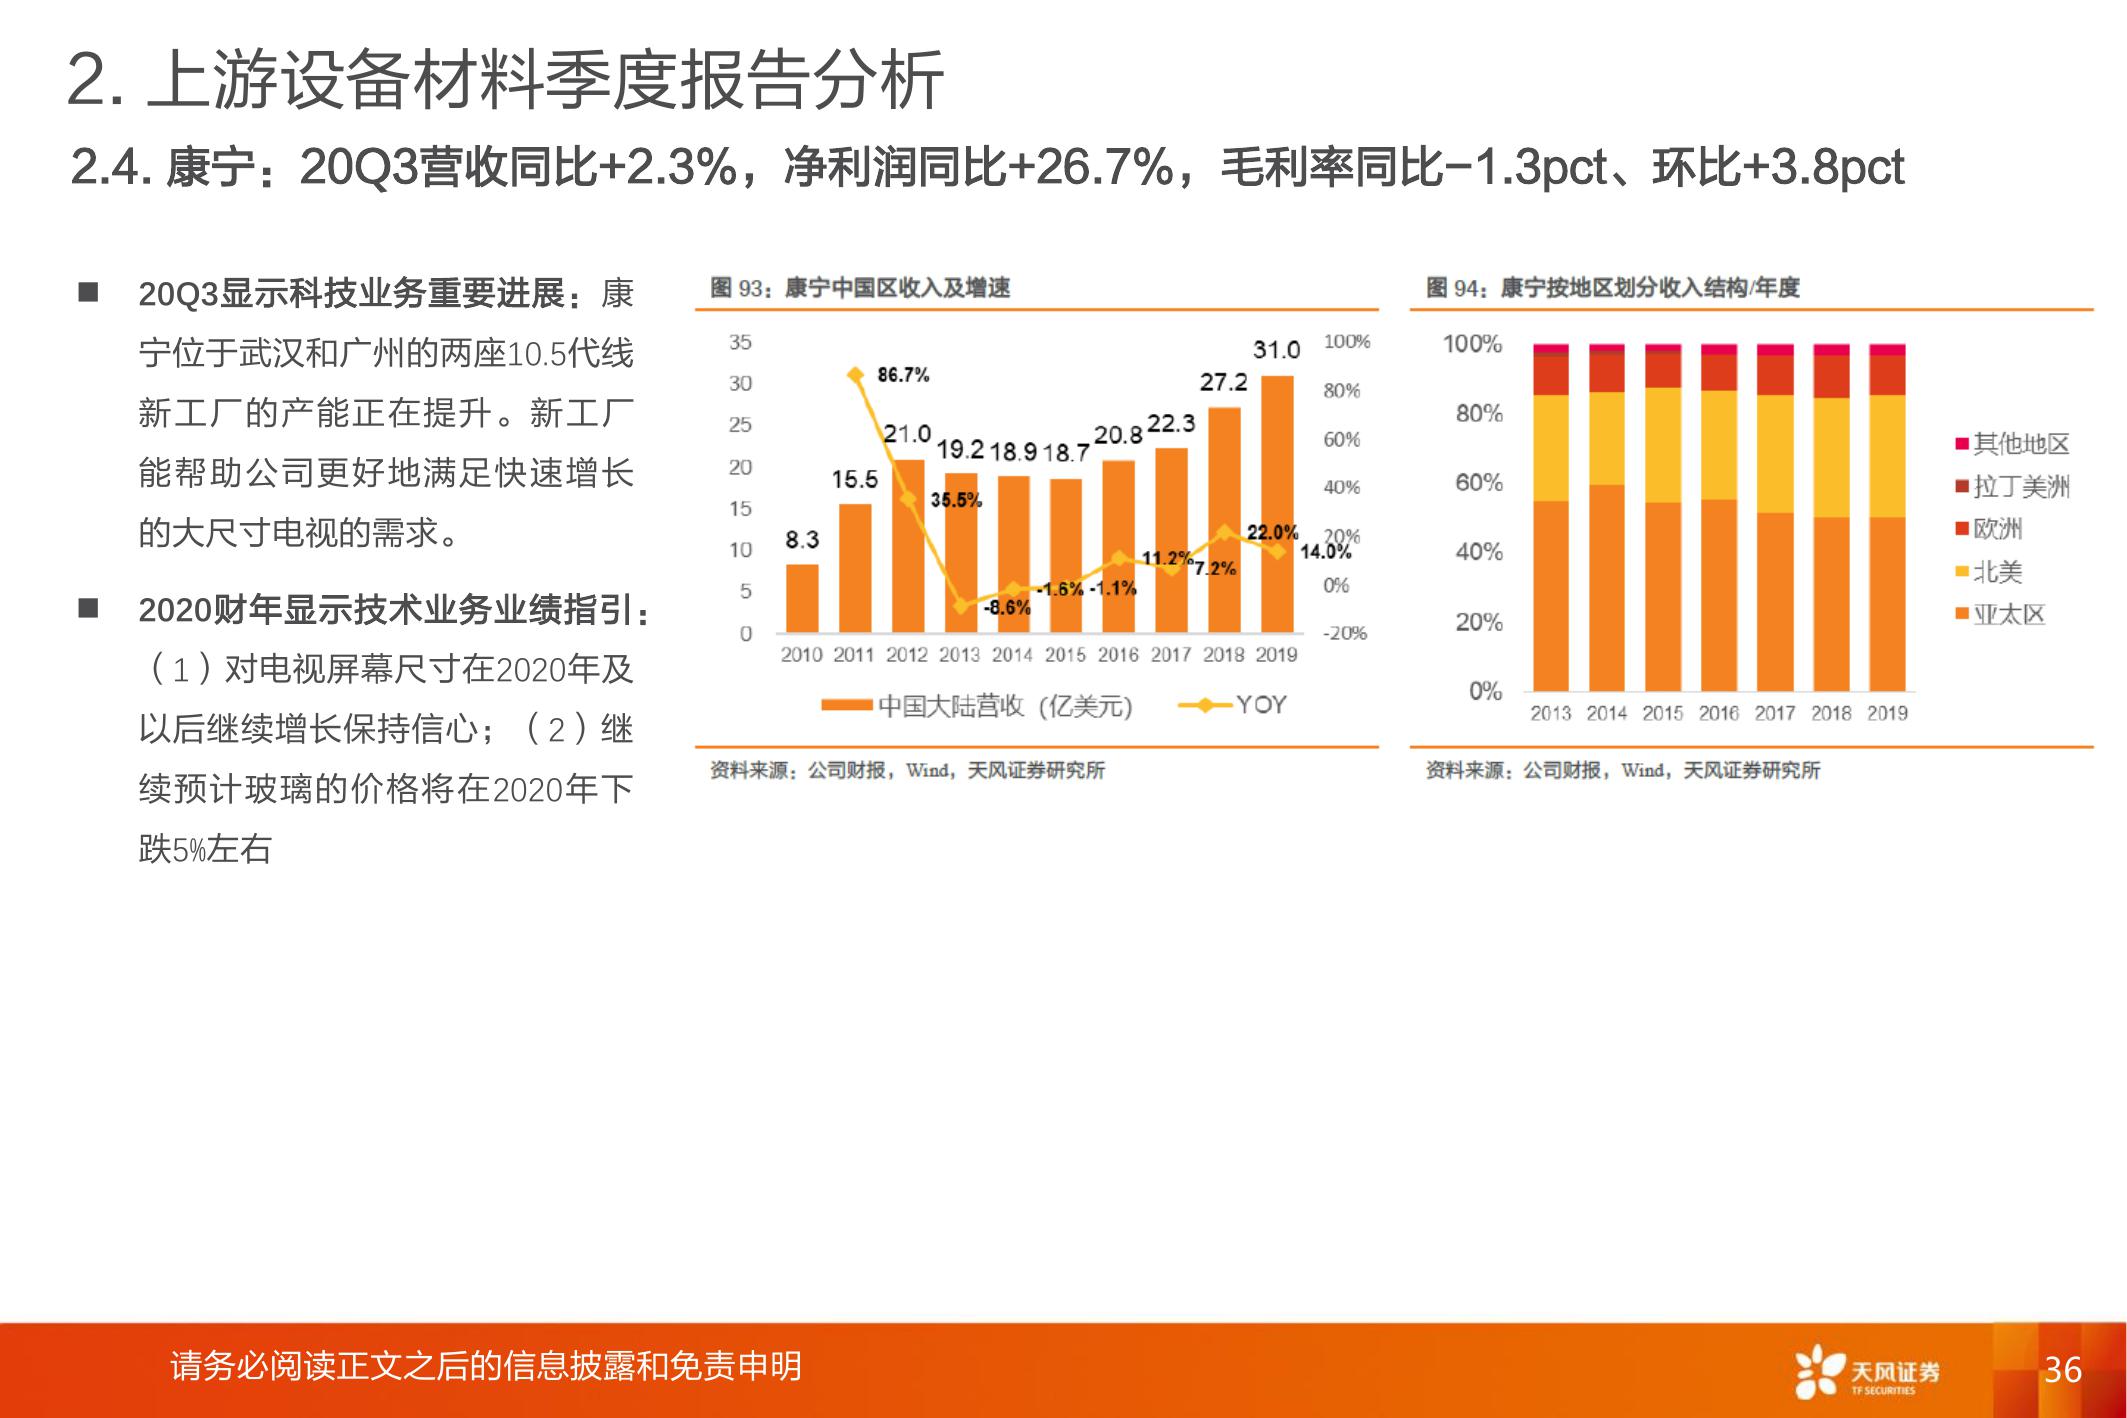 2. 上游设备材料季度报告分析
2.4. 康宁：20Q3营收同比+2.3%，净利润同比+26.7%，毛利率同比-1.3pct、环比+3.8pct
■ 20Q3显示科技业务重要进展：康
宁位于武汉和广州的两座10.5代线
新工厂的产能正在提升。新工厂
能帮助公司更好地满足快速增长
的大尺寸电视的需求。
■ 2020财年显示技术业务业绩指引：
（1）对电视屏幕尺寸在2020年及
以后继续增长保持信心；（2）继
续预计玻璃的价格将在2020年下
跌5%左右
图 93：康宁中国区收入及增速
35
30
25
20
15
10
5
0
100%
80%
60%
40%
20%
0%
-20%
8.3
15.5
21.0
19.2
18.9
18.7
20.8
22.3
27.2
31.0
86.7%
35.5%
-8.6%
-1.6%
-1.1%
11.2%
7.2%
22.0%
14.0%
2010 2011 2012 2013 2014 2015 2016 2017 2018 2019
中国大陆营收（亿美元） YOY
资料来源：公司财报，Wind，天风证券研究所
图 94：康宁按地区划分收入结构/年度
100%
80%
60%
40%
20%
0%
2013 2014 2015 2016 2017 2018 2019
其他地区
拉丁美洲
欧洲
北美
亚太区
资料来源：公司财报，Wind，天风证券研究所
请务必阅读正文之后的信息披露和免责申明
天风证券
TF SECURITIES
36